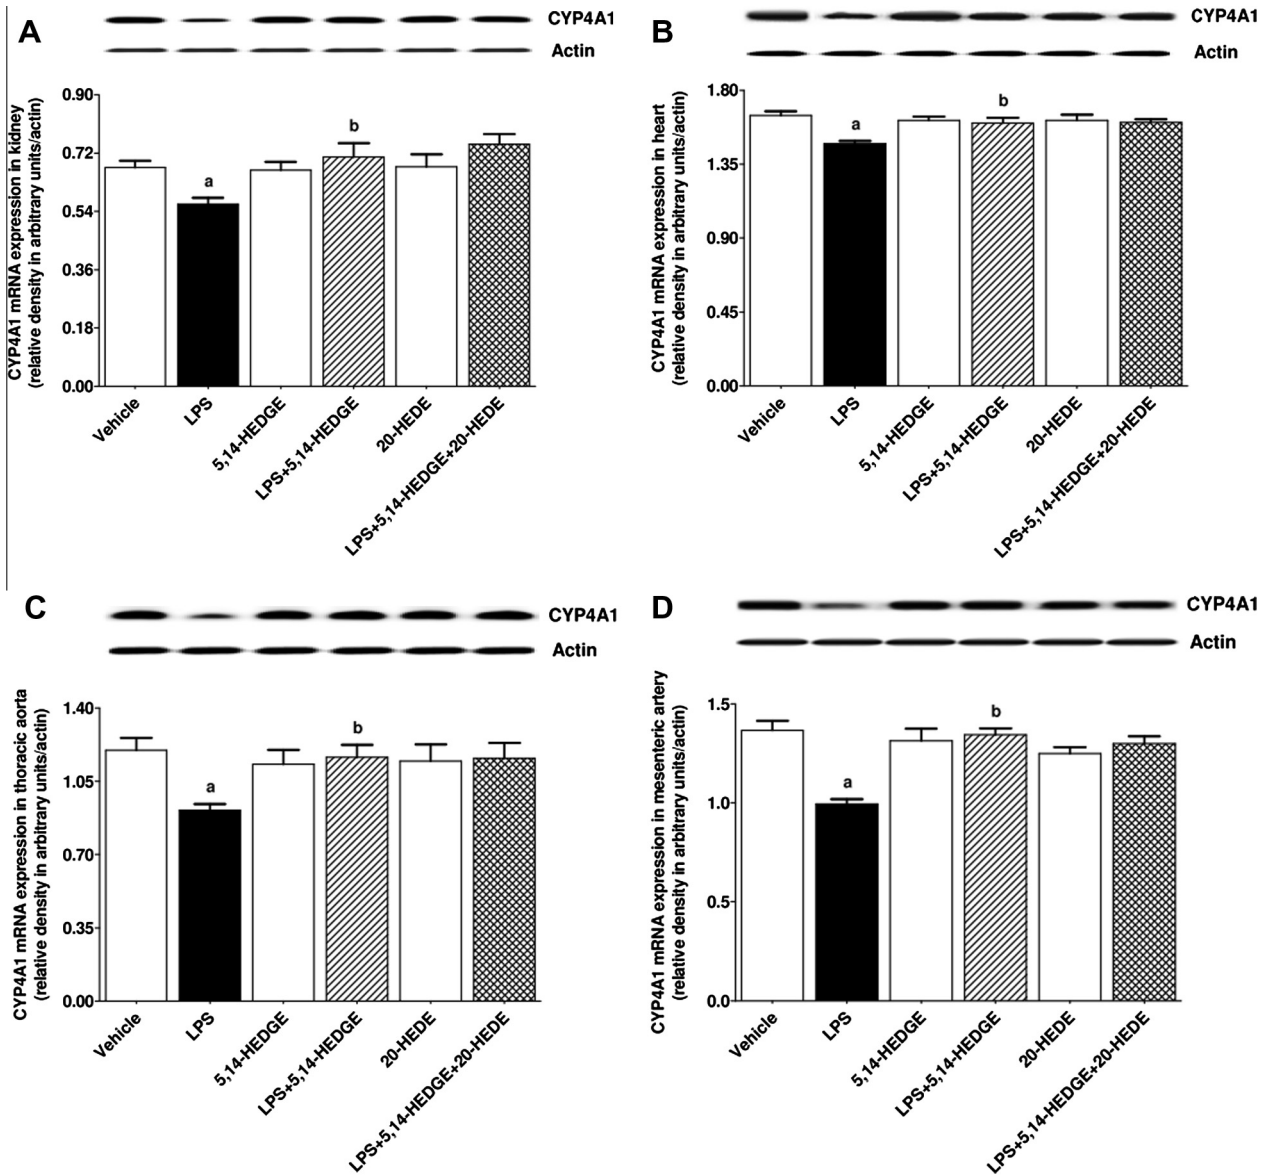 A
CYP4A1
Actin
CYP4A1 mRNA expression in kidney
(relative density in arbitrary units/actin)
0.90
0.72
0.54
0.36
0.18
0.00
a
b
Vehicle
LPS
5,14-HEDGE
LPS+5,14-HEDGE
20-HEDE
LPS+5,14-HEDGE+20-HEDE
B
CYP4A1
Actin
CYP4A1 mRNA expression in heart
(relative density in arbitrary units/actin)
1.80
1.35
0.90
0.45
0.00
a
b
Vehicle
LPS
5,14-HEDGE
LPS+5,14-HEDGE
20-HEDE
LPS+5,14-HEDGE+20-HEDE
C
CYP4A1
Actin
CYP4A1 mRNA expression in thoracic aorta
(relative density in arbitrary units/actin)
1.40
1.05
0.70
0.35
0.00
a
b
Vehicle
LPS
5,14-HEDGE
LPS+5,14-HEDGE
20-HEDE
LPS+5,14-HEDGE+20-HEDE
D
CYP4A1
Actin
CYP4A1 mRNA expression in mesenteric artery
(relative density in arbitrary units/actin)
1.5
1.0
0.5
0.0
a
b
Vehicle
LPS
5,14-HEDGE
LPS+5,14-HEDGE
20-HEDE
LPS+5,14-HEDGE+20-HEDE